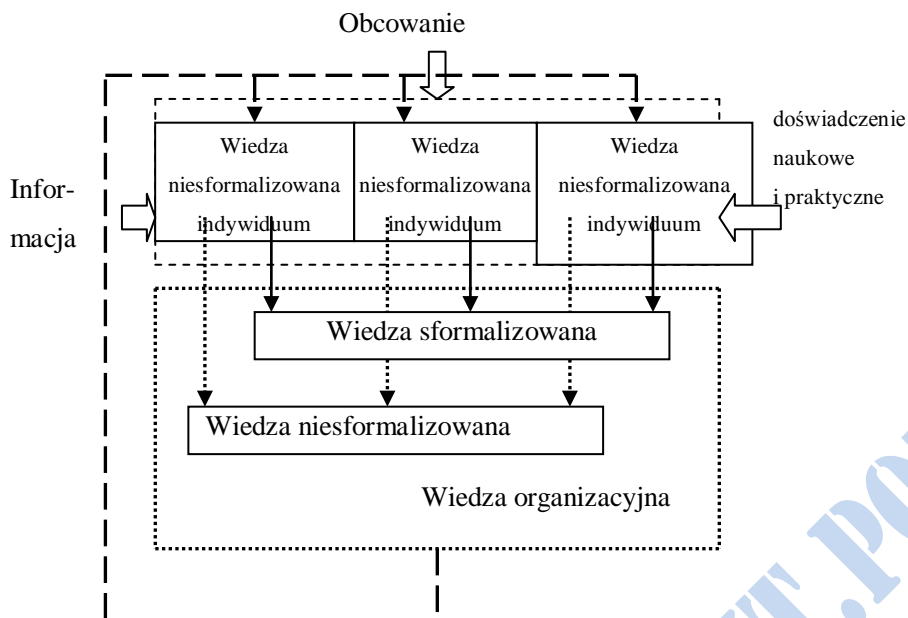 Obcowanie
Wiedza
niesformalizowana
indywiduum
Wiedza
niesformalizowana
indywiduum
Wiedza
niesformalizowana
indywiduum
doświadczenie
naukowe
i praktyczne
Infor-
macja
Wiedza sformalizowana
Wiedza niesformalizowana
Wiedza organizacyjna